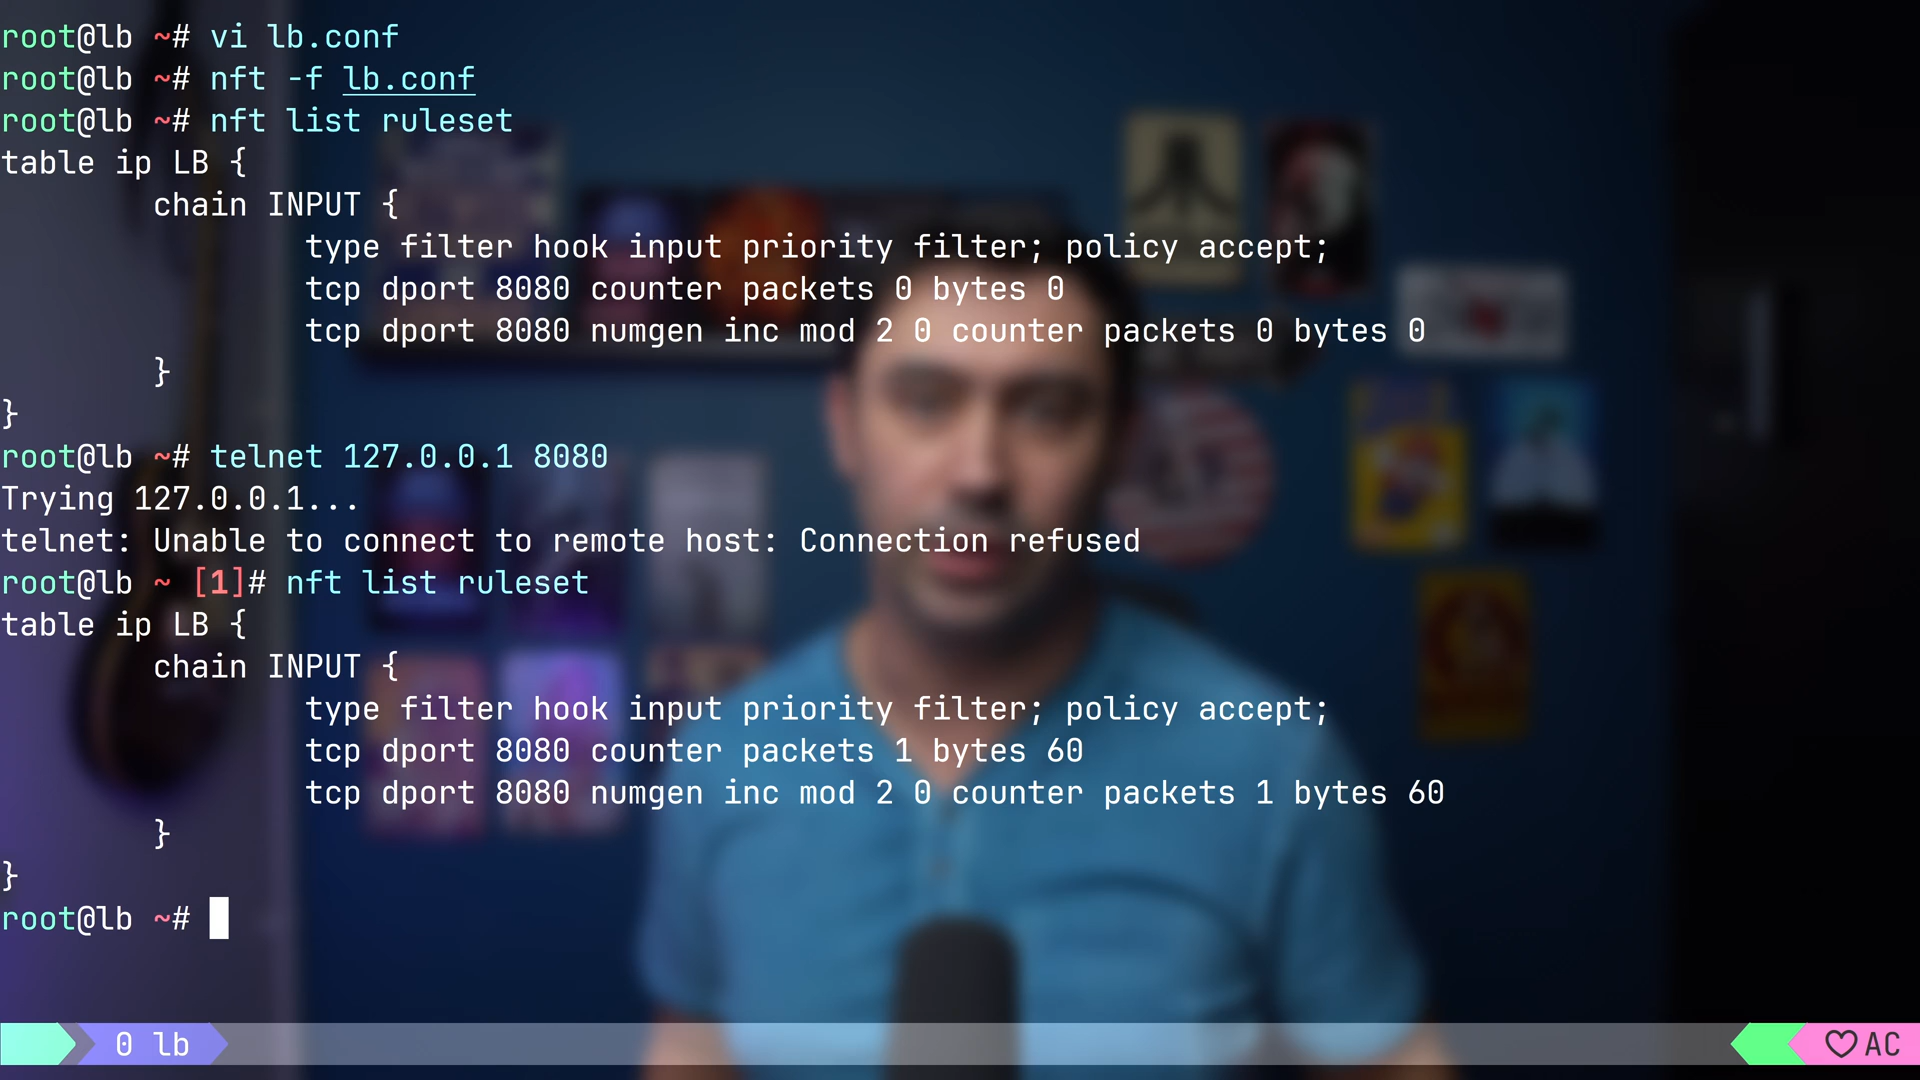 root@lb ~# vi lb.conf
root@lb ~# nft -f lb.conf
root@lb ~# nft list ruleset
table ip LB {
        chain INPUT {
                type filter hook input priority filter; policy accept;
                tcp dport 8080 counter packets 0 bytes 0
                tcp dport 8080 numgen inc mod 2 0 counter packets 0 bytes 0
        }
}
root@lb ~# telnet 127.0.0.1 8080
Trying 127.0.0.1...
telnet: Unable to connect to remote host: Connection refused
root@lb ~ [1]# nft list ruleset
table ip LB {
        chain INPUT {
                type filter hook input priority filter; policy accept;
                tcp dport 8080 counter packets 1 bytes 60
                tcp dport 8080 numgen inc mod 2 0 counter packets 1 bytes 60
        }
}
root@lb ~#
0 lb
♡ AC